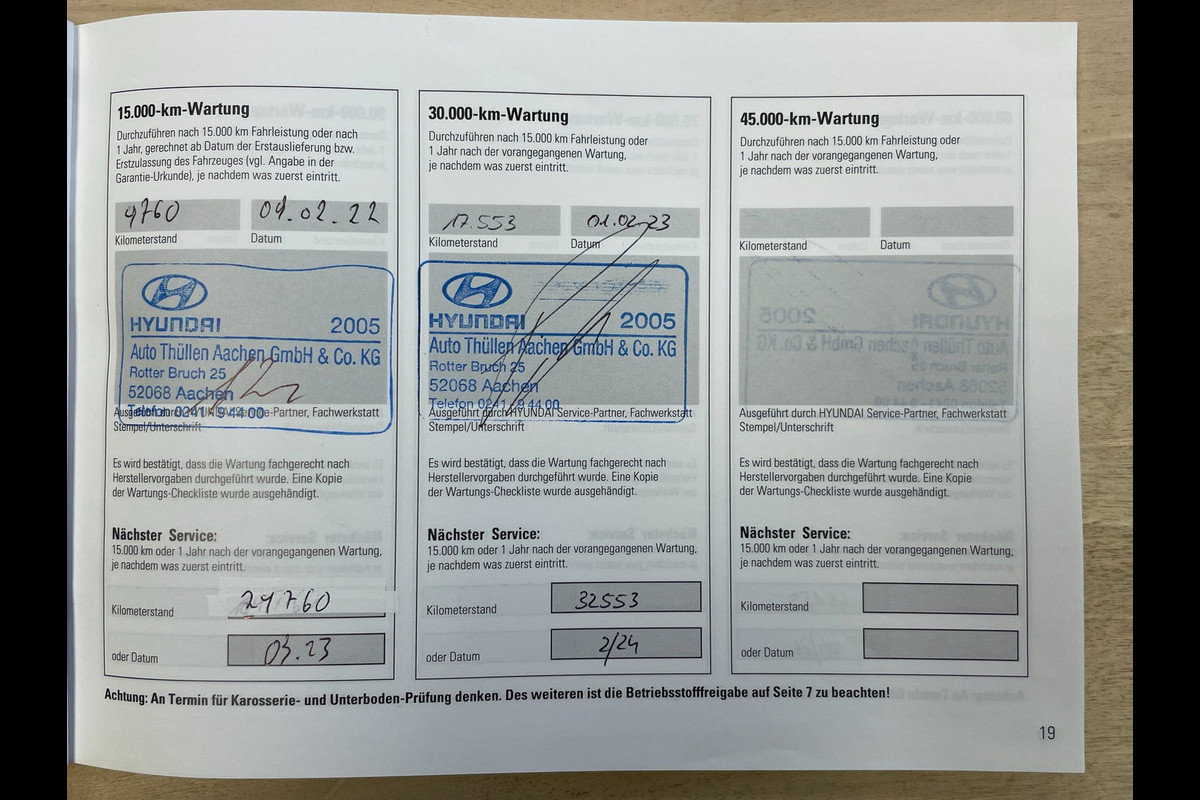 15.000-km-Wartung
Durchzuführen nach 15.000 km Fahrleistung oder nach
1 Jahr, gerechnet ab Datum der Erstauslieferung bzw.
Erstzulassung des Fahrzeuges (vgl. Angabe in der
Garantie-Urkunde), je nachdem was zuerst eintritt.
9760 09.02.22
Kilometerstand Datum
HYUNDAI 2005
Auto Thüllen Aachen GmbH & Co. KG
Rotter Bruch 25
52068 Aachen
Telefon 0241 - 9 44 00
Ausgeführt durch HYUNDAI Service-Partner, Fachwerkstatt
Stempel/Unterschrift
Es wird bestätigt, dass die Wartung fachgerecht nach
Herstellervorgaben durchgeführt wurde. Eine Kopie
der Wartungs-Checkliste wurde ausgehändigt.
Nächster Service:
15.000 km oder 1 Jahr nach der vorangegangenen Wartung,
je nachdem was zuerst eintritt.
Kilometerstand 24760
oder Datum 03.23
30.000-km-Wartung
Durchzuführen nach 15.000 km Fahrleistung oder
1 Jahr nach der vorangegangenen Wartung,
je nachdem was zuerst eintritt.
17.553 01.02.23
Kilometerstand Datum
HYUNDAI 2005
Auto Thüllen Aachen GmbH & Co. KG
Rotter Bruch 25
52068 Aachen
Telefon 0241 - 9 44 00
Ausgeführt durch HYUNDAI Service-Partner, Fachwerkstatt
Stempel/Unterschrift
Es wird bestätigt, dass die Wartung fachgerecht nach
Herstellervorgaben durchgeführt wurde. Eine Kopie
der Wartungs-Checkliste wurde ausgehändigt.
Nächster Service:
15.000 km oder 1 Jahr nach der vorangegangenen Wartung,
je nachdem was zuerst eintritt.
Kilometerstand 32553
oder Datum 2/24
45.000-km-Wartung
Durchzuführen nach 15.000 km Fahrleistung oder
1 Jahr nach der vorangegangenen Wartung,
je nachdem was zuerst eintritt.
Kilometerstand Datum
Ausgeführt durch HYUNDAI Service-Partner, Fachwerkstatt
Stempel/Unterschrift
Es wird bestätigt, dass die Wartung fachgerecht nach
Herstellervorgaben durchgeführt wurde. Eine Kopie
der Wartungs-Checkliste wurde ausgehändigt.
Nächster Service:
15.000 km oder 1 Jahr nach der vorangegangenen Wartung,
je nachdem was zuerst eintritt.
Kilometerstand
oder Datum
Achtung: An Termin für Karosserie- und Unterboden-Prüfung denken. Des weiteren ist die Betriebsstofffreigabe auf Seite 7 zu beachten!
19